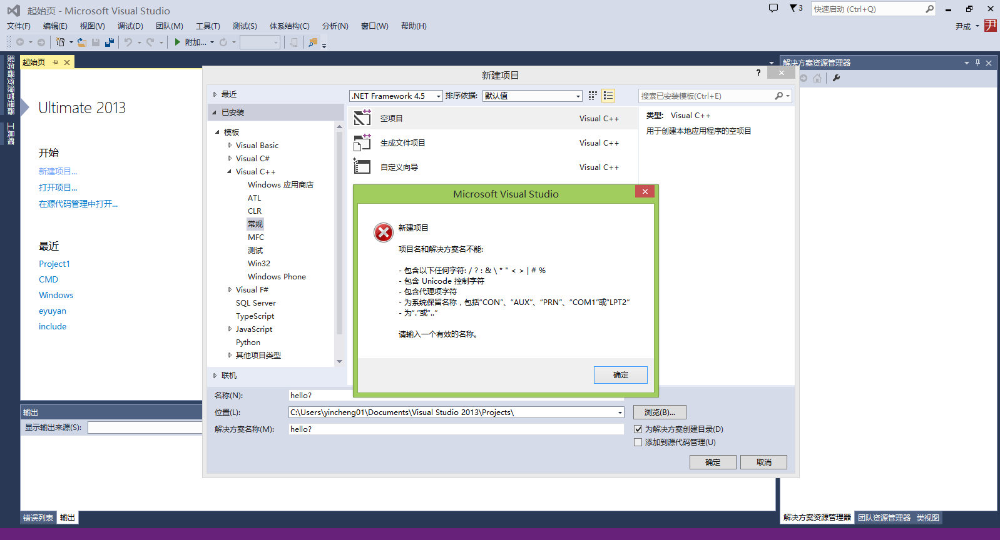 起始页 - Microsoft Visual Studio
3
快速启动 (Ctrl+Q)
文件(F) 编辑(E) 视图(V) 调试(D) 团队(M) 工具(T) 测试(S) 体系结构(C) 分析(N) 窗口(W) 帮助(H)
尹成
尹
附加...
服务器资源管理器
工具箱
起始页
Ultimate 2013
开始
新建项目...
打开项目...
在源代码管理中打开...
最近
Project1
CMD
Windows
eyuyan
include
新建项目
?
最近
已安装
模板
Visual Basic
Visual C#
Visual C++
Windows 应用商店
ATL
CLR
常规
MFC
测试
Win32
Windows Phone
Visual F#
SQL Server
TypeScript
JavaScript
Python
其他项目类型
联机
.NET Framework 4.5 排序依据: 默认值
搜索已安装模板(Ctrl+E)
空项目 Visual C++
生成文件项目 Visual C++
自定义向导 Visual C++
类型: Visual C++
用于创建本地应用程序的空项目
Microsoft Visual Studio
新建项目
项目名和解决方案名不能:
- 包含以下任何字符: / ? : & \ * " < > | # %
- 包含 Unicode 控制字符
- 包含代理项字符
- 为系统保留名称，包括“CON”、“AUX”、“PRN”、“COM1”或“LPT2”
- 为“.”或“..”
请输入一个有效的名称。
确定
名称(N): hello?
位置(L): C:\Users\yincheng01\Documents\Visual Studio 2013\Projects\ 浏览(B)...
解决方案名称(M): hello?
为解决方案创建目录(D)
添加到源代码管理(U)
确定 取消
输出
显示输出来源(S):
错误列表 输出
解决方案资源管理器
解决方案资源管理器 团队资源管理器 类视图